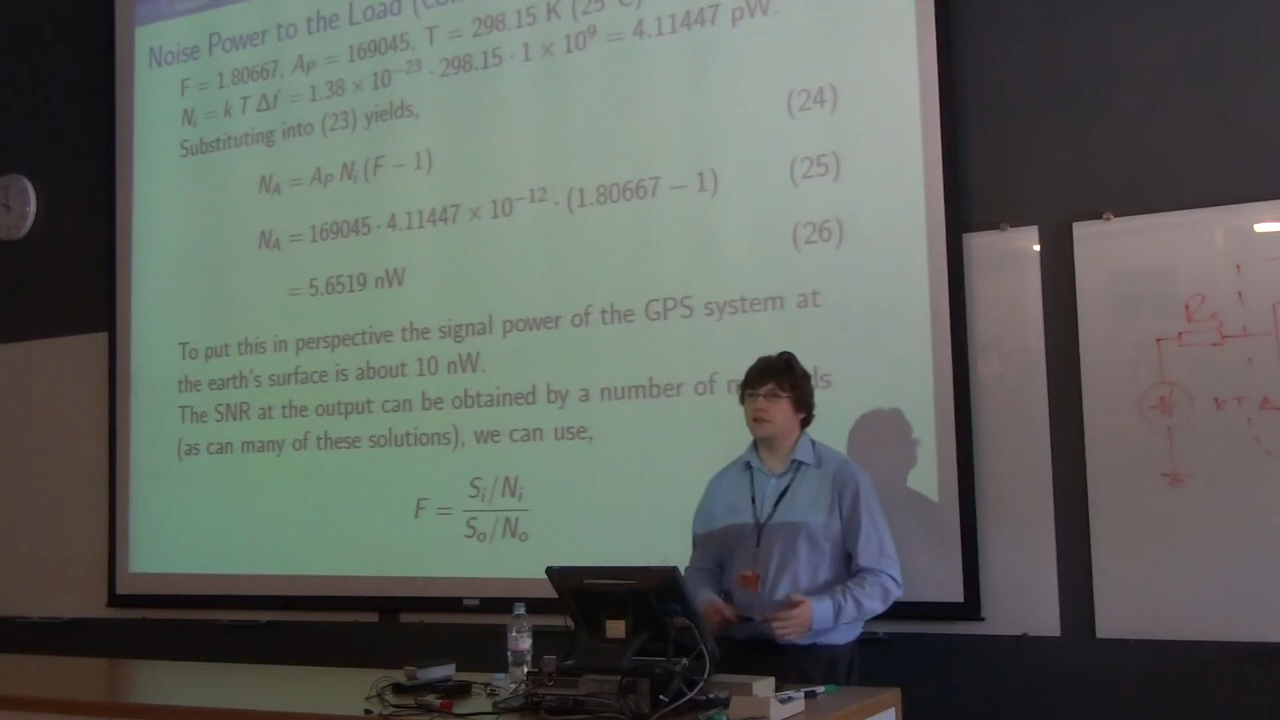 Noise Power to the Load
F = 1.80667, A_P = 169045, T = 298.15 K (25°C)
N_i = k T Δf = 1.38 × 10^−23 · 298.15 · 1 × 10^9 = 4.11447 pW.
Substituting into (23) yields,
N_A = A_P N_i (F − 1) (24)
N_A = 169045 · 4.11447 × 10^−12 · (1.80667 − 1) (25)
= 5.6519 nW (26)
To put this in perspective the signal power of the GPS system at
the earth's surface is about 10 nW.
The SNR at the output can be obtained by a number of
(as can many of these solutions), we can use,
F = S_i/N_i / S_o/N_o
R_s
k T Δ